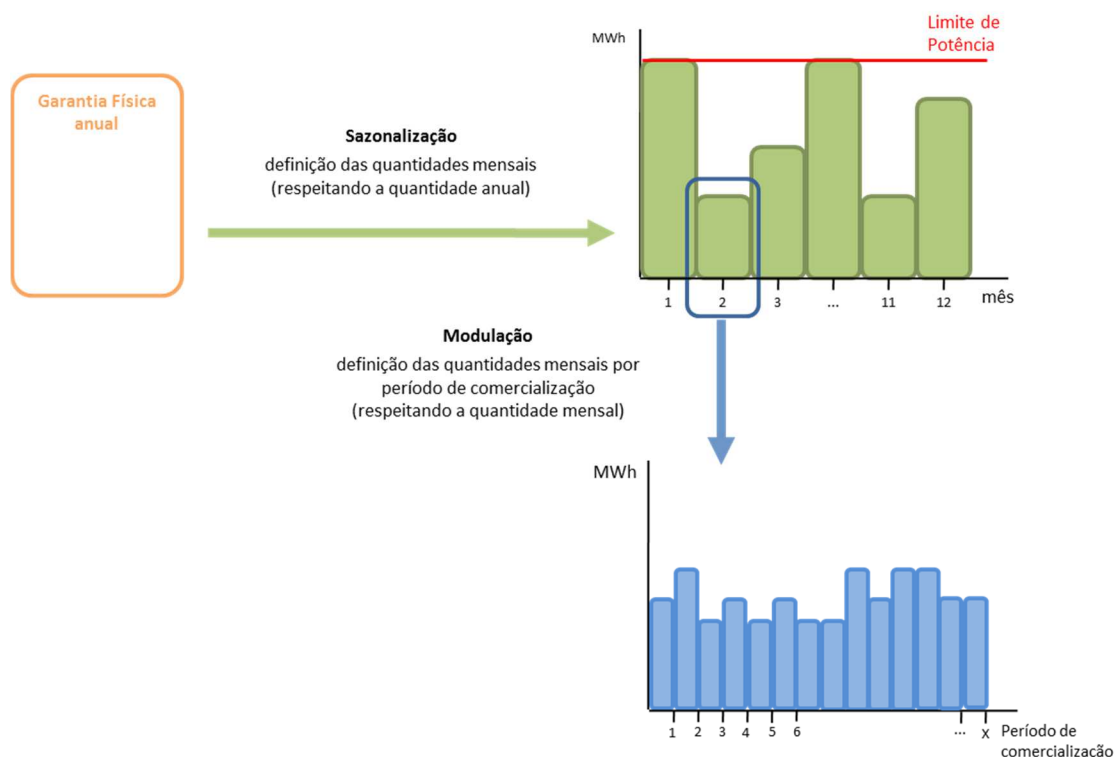 Garantia Física
anual
Sazonalização
definição das quantidades mensais
(respeitando a quantidade anual)
MWh
Limite de
Potência
1 2 3 ... 11 12 mês
Modulação
definição das quantidades mensais por
período de comercialização
(respeitando a quantidade mensal)
MWh
1 2 3 4 5 6 ... X Período de
comercialização